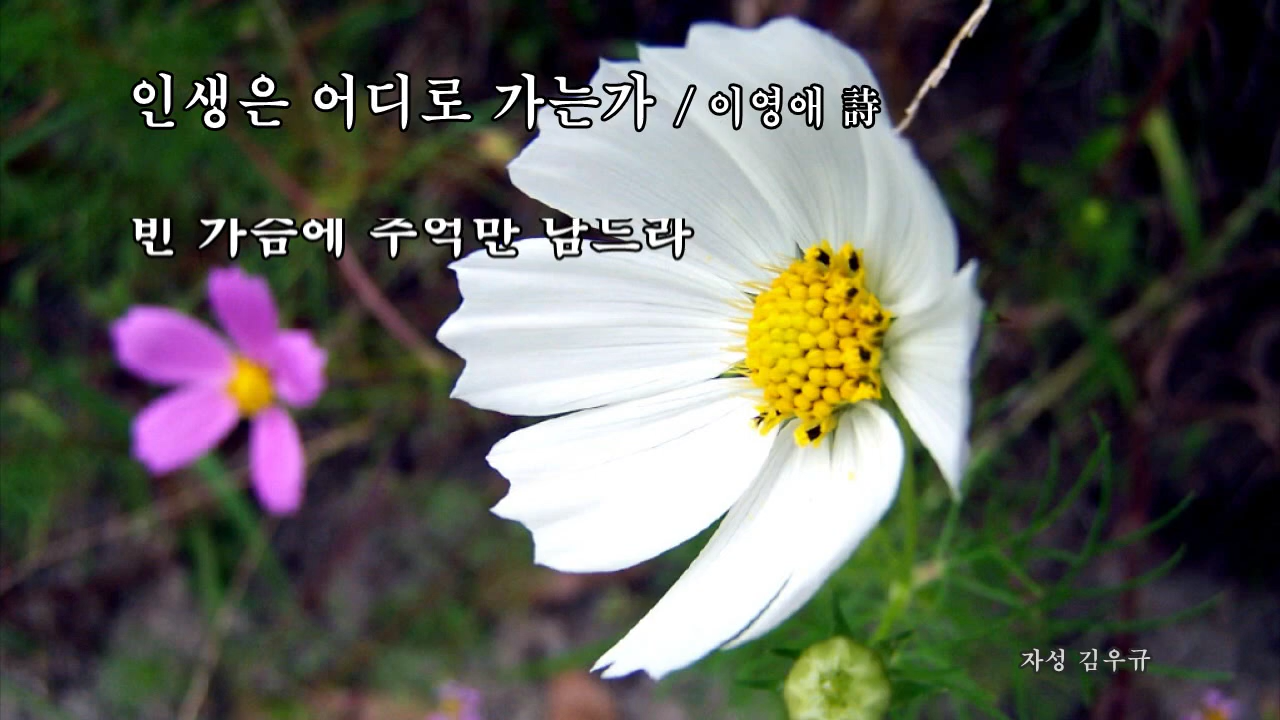 인생은 어디로 가는가 / 이영애 詩
빈 가슴에 추억만 남드라
자성 김우규